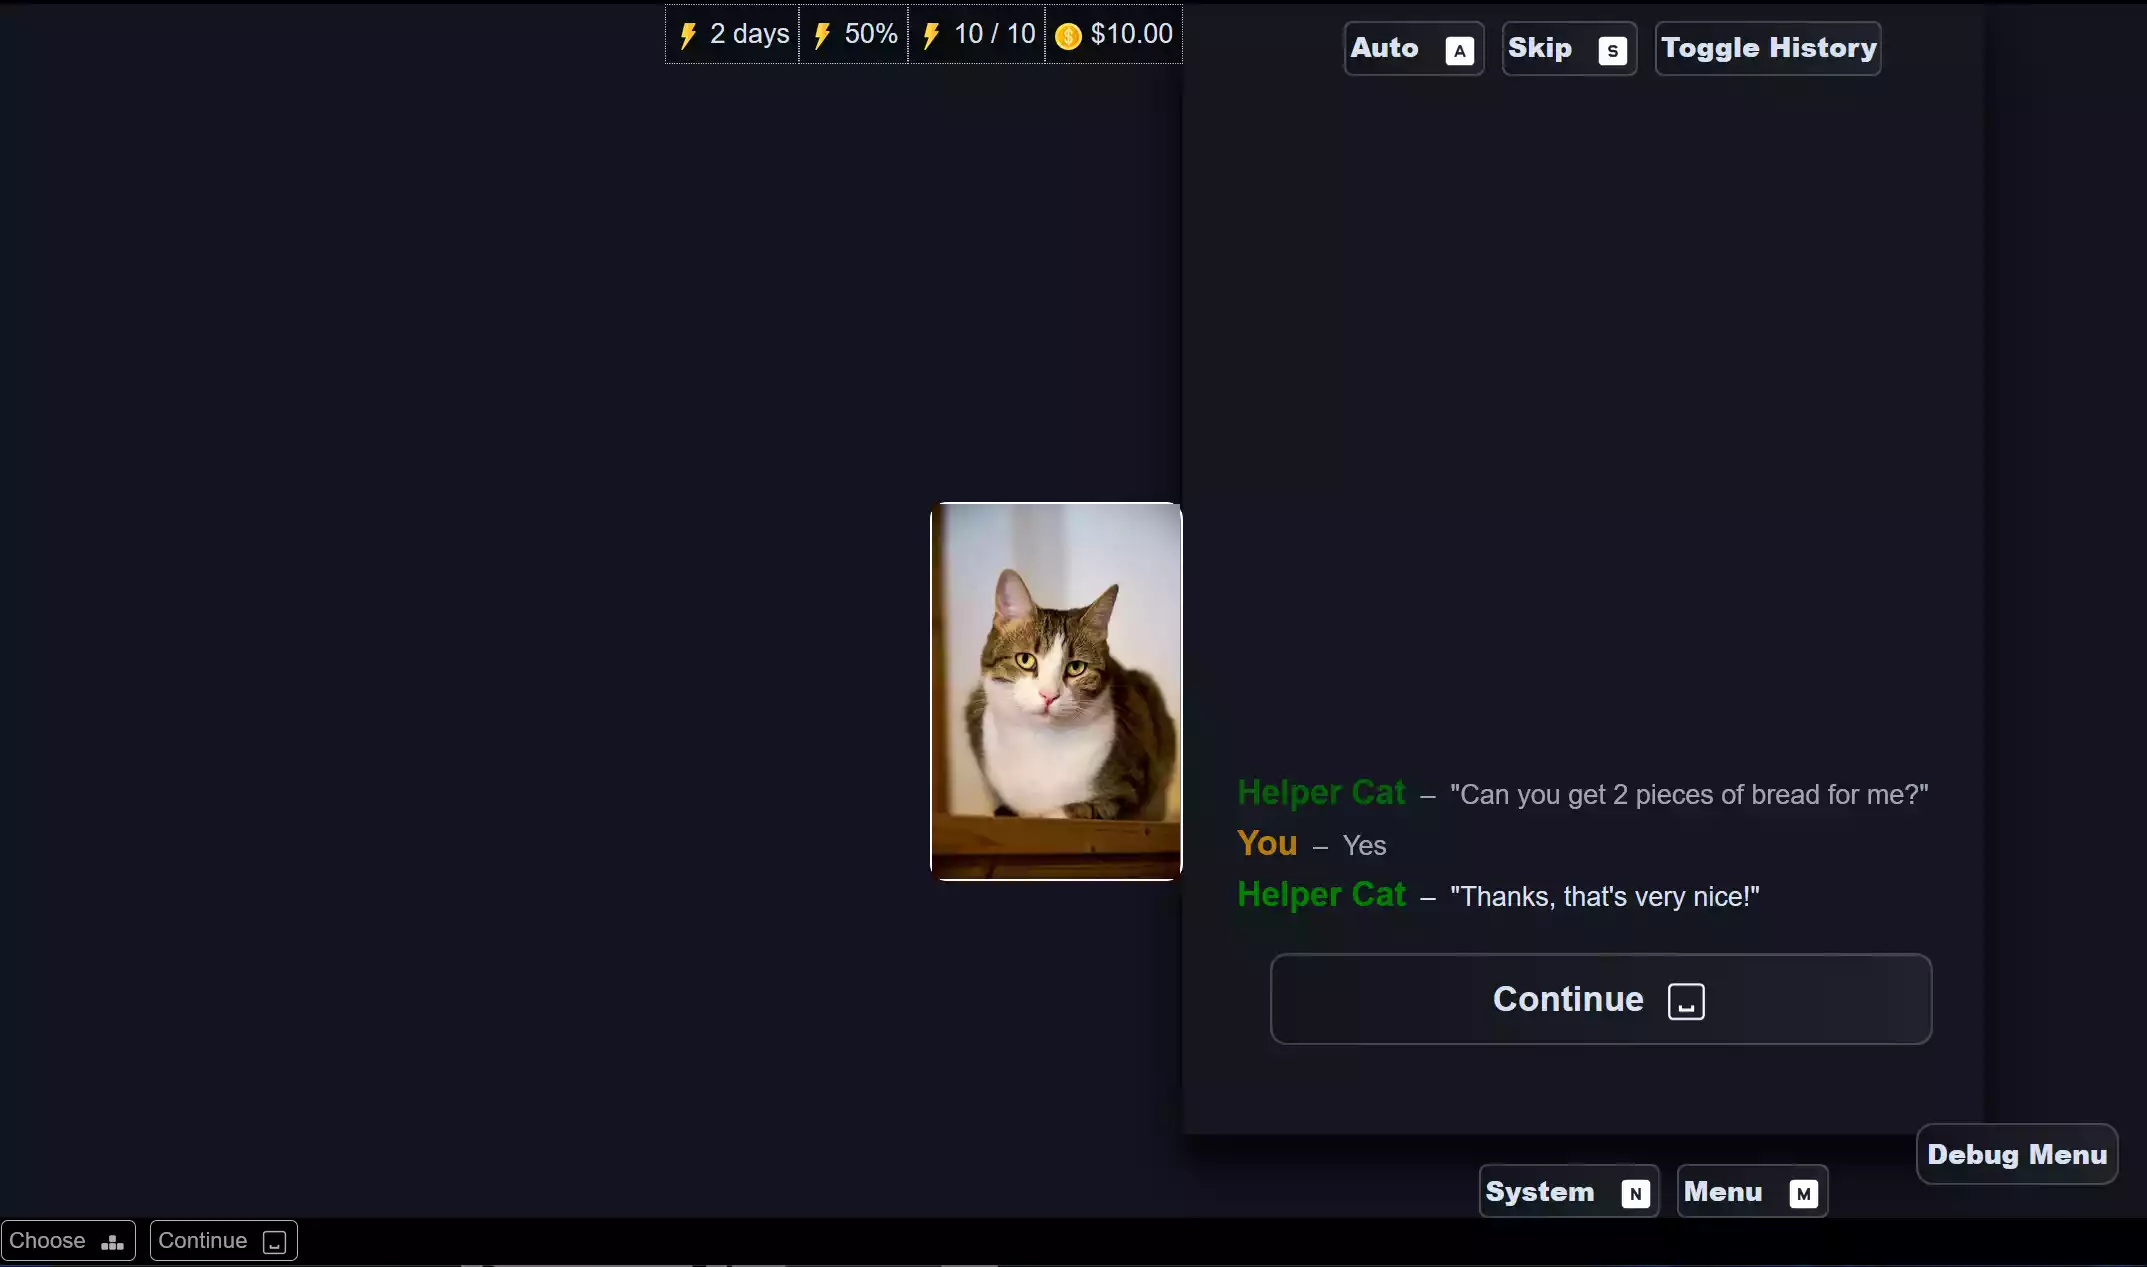 2 days 50% 10 / 10 $10.00
Auto A Skip S Toggle History
Helper Cat – "Can you get 2 pieces of bread for me?"
You – Yes
Helper Cat – "Thanks, that's very nice!"
Continue
Debug Menu
System N Menu M
Choose Continue